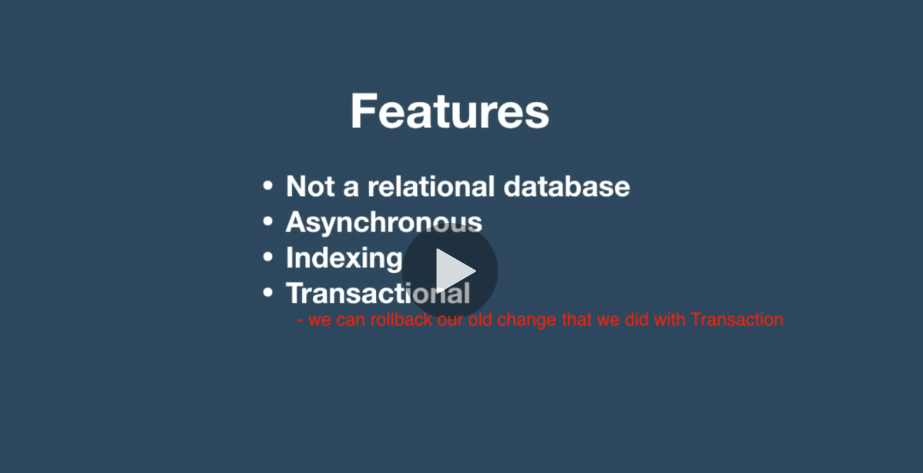 Features
• Not a relational database
• Asynchronous
• Indexing
• Transactional
- we can rollback our old change that we did with Transaction